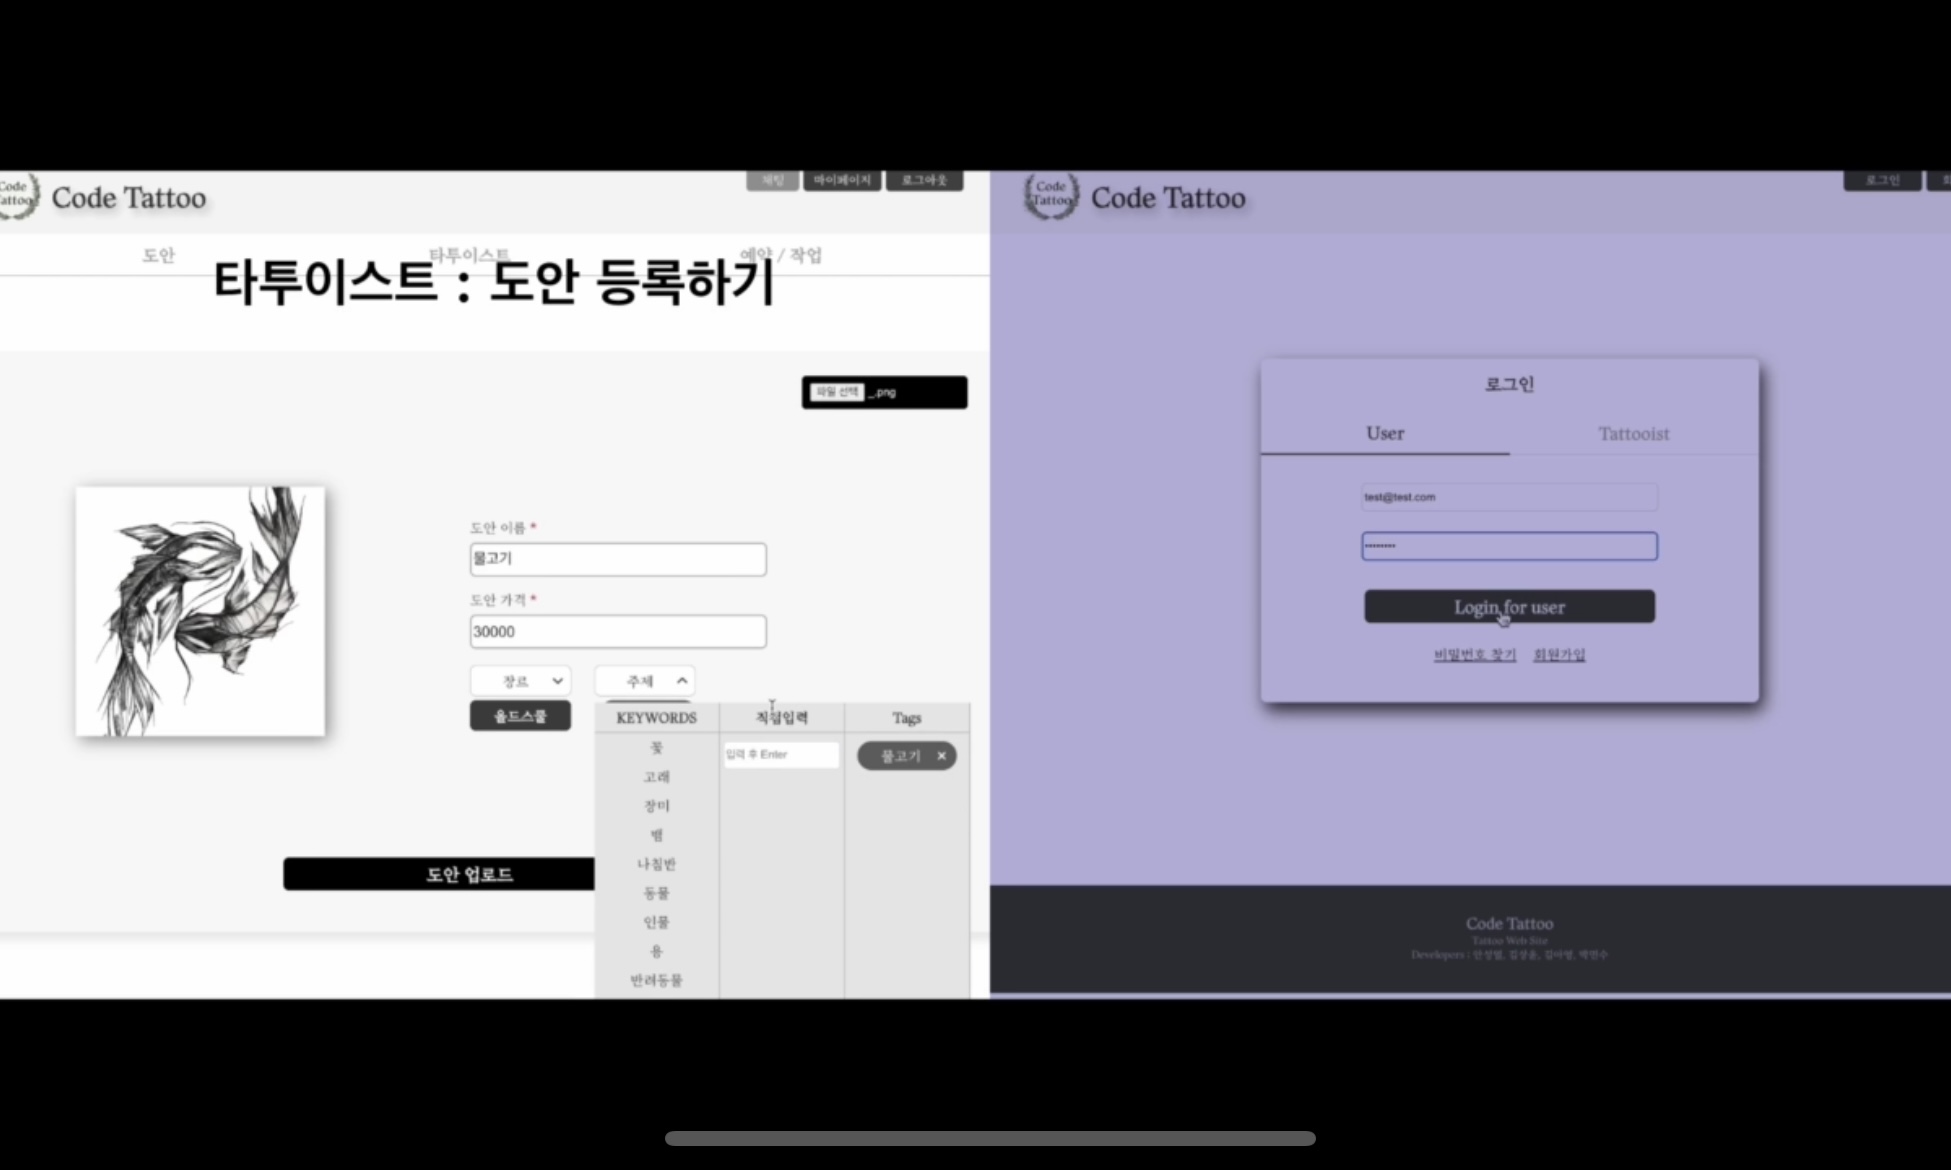 Code
Tattoo
Code Tattoo
채팅
마이페이지
로그아웃
도안
타투이스트
예약 / 작업
타투이스트 : 도안 등록하기
파일 선택 _.png
도안 이름 *
물고기
도안 가격 *
30000
장르
주제
올드스쿨
KEYWORDS
직접입력
Tags
꽃
고래
장미
뱀
나침반
동물
인물
용
반려동물
입력 후 Enter
물고기 ×
도안 업로드
Code
Tattoo
Code Tattoo
로그인
로그인
User
Tattooist
test@test.com
Login for user
비밀번호 찾기
회원가입
Code Tattoo
Tattoo Web Site
Developers :